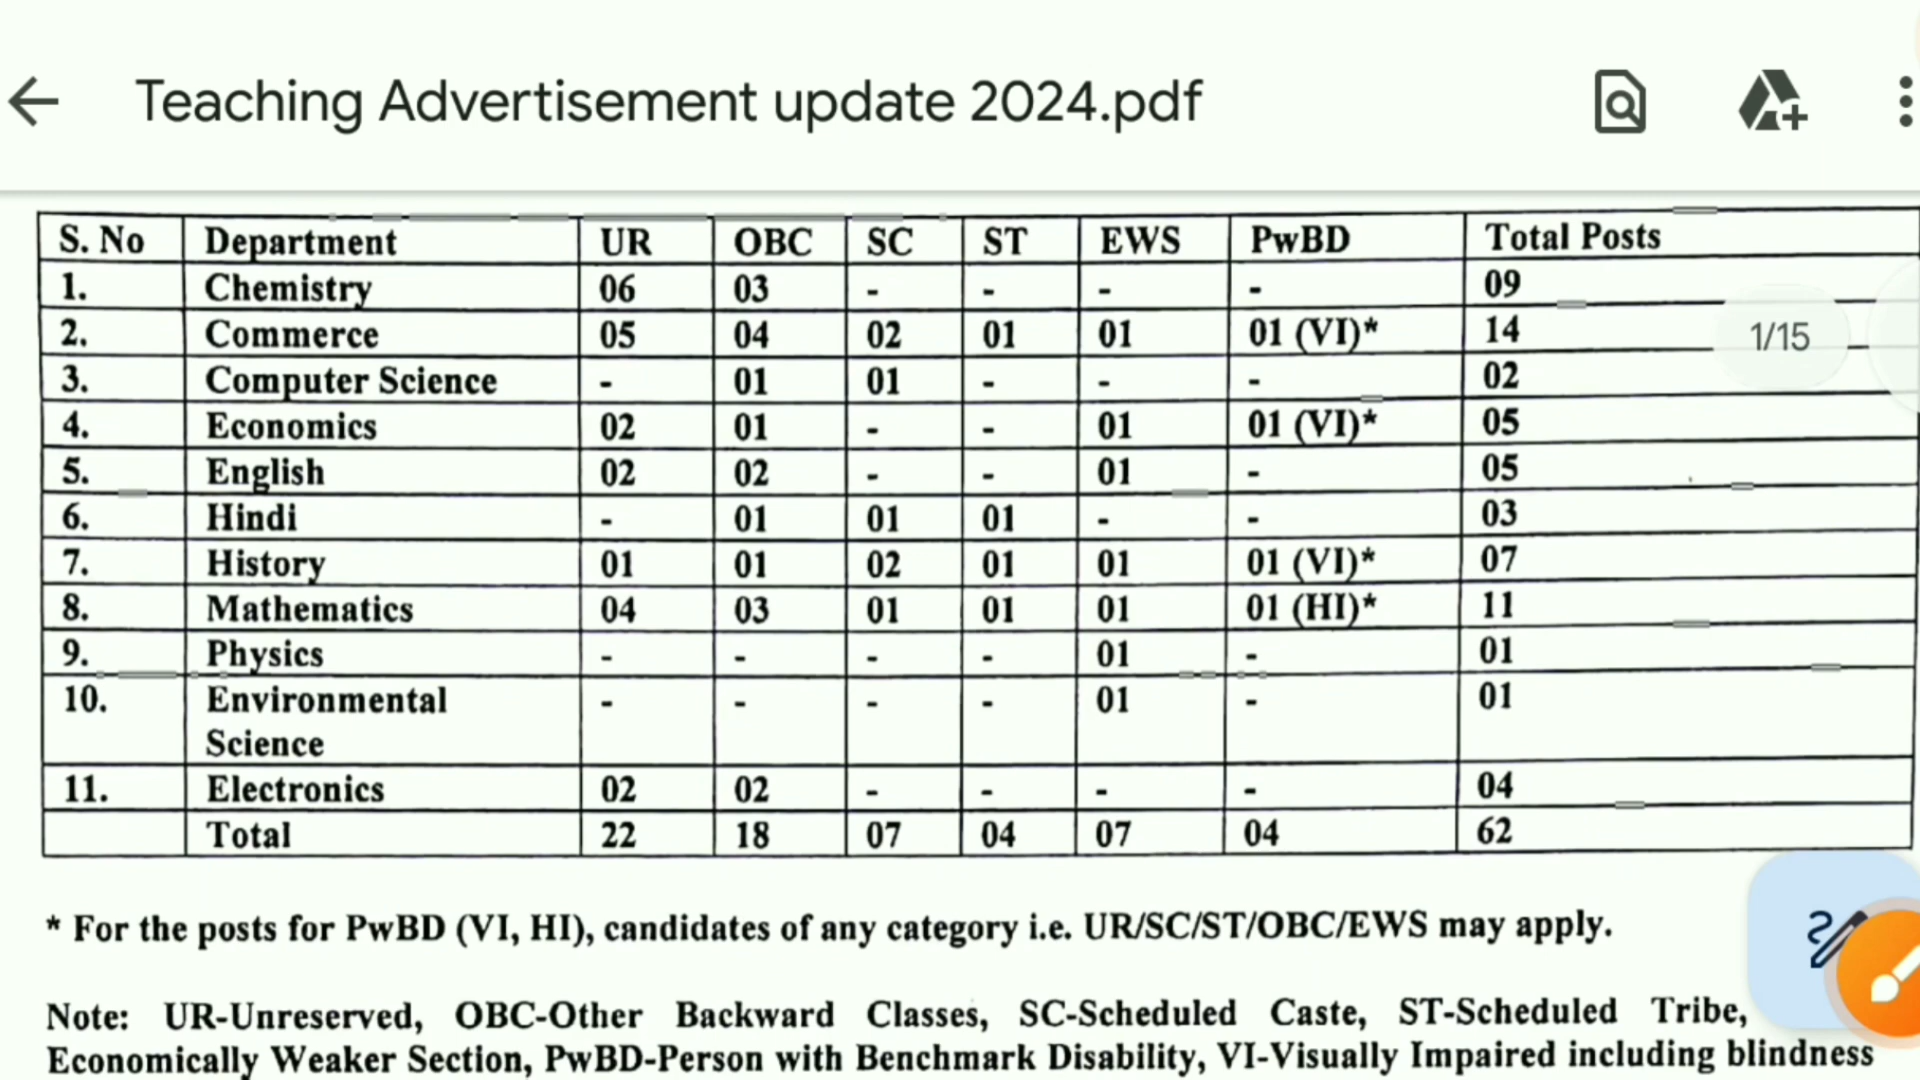 Teaching Advertisement update 2024.pdf
S. No Department UR OBC SC ST EWS PwBD Total Posts
1. Chemistry 06 03 - - - - 09
2. Commerce 05 04 02 01 01 01 (VI)* 14
1/15
3. Computer Science - 01 01 - - - 02
4. Economics 02 01 - - 01 01 (VI)* 05
5. English 02 02 - - 01 - 05
6. Hindi - 01 01 01 - - 03
7. History 01 01 02 01 01 01 (VI)* 07
8. Mathematics 04 03 01 01 01 01 (HI)* 11
9. Physics - - - - 01 - 01
10. Environmental - - - - 01 - 01
Science
11. Electronics 02 02 - - - - 04
Total 22 18 07 04 07 04 62
* For the posts for PwBD (VI, HI), candidates of any category i.e. UR/SC/ST/OBC/EWS may apply.
Note: UR-Unreserved, OBC-Other Backward Classes, SC-Scheduled Caste, ST-Scheduled Tribe,
Economically Weaker Section, PwBD-Person with Benchmark Disability, VI-Visually Impaired including blindness